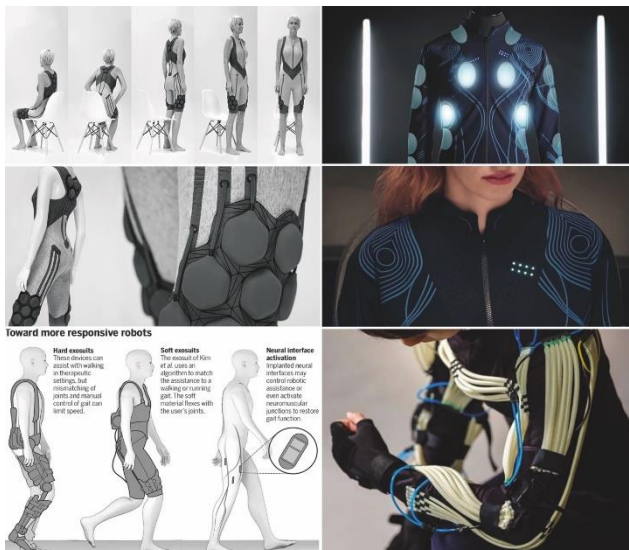 Toward more responsive robots
Hard exosuits
These devices can
assist with walking
in therapeutic
settings, but
mismatching of
joints and manual
control of gait can
limit speed.
Soft exosuits
The exosuit of Kim
et al. uses an
algorithm to match
the assistance to a
walking or running
gait. The soft
material flexes with
the user's joints.
Neural interface
activation
Implanted neural
interfaces may
control robotic
assistance or
even activate
neuromuscular
junctions to restore
gait function.